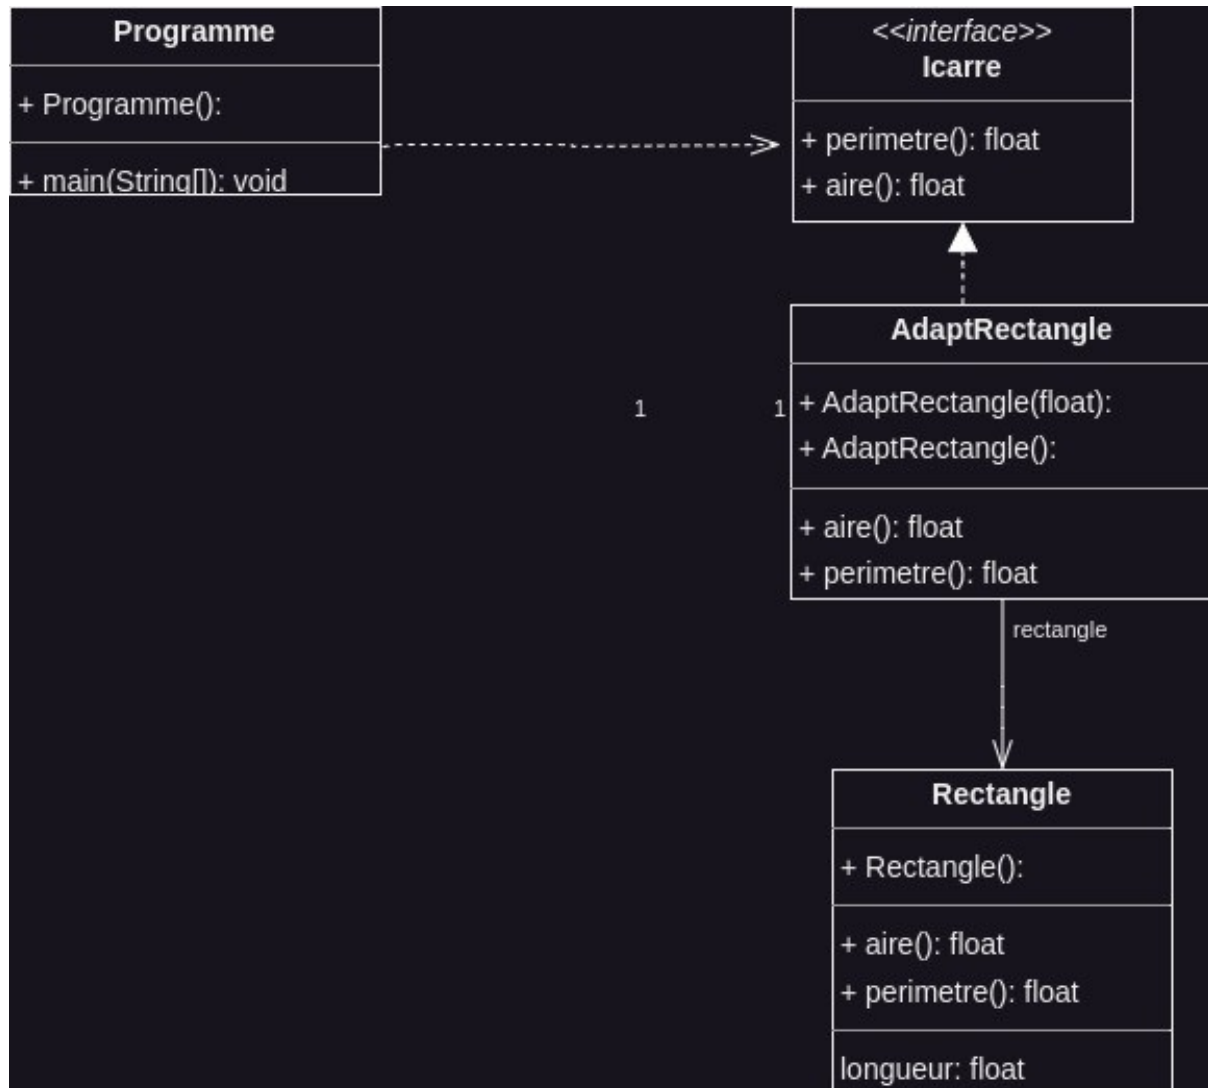 Programme
+ Programme():
+ main(String[]): void
<<interface>>
Icarre
+ perimetre(): float
+ aire(): float
AdaptRectangle
1
1
+ AdaptRectangle(float):
+ AdaptRectangle():
+ aire(): float
+ perimetre(): float
rectangle
Rectangle
+ Rectangle():
+ aire(): float
+ perimetre(): float
longueur: float